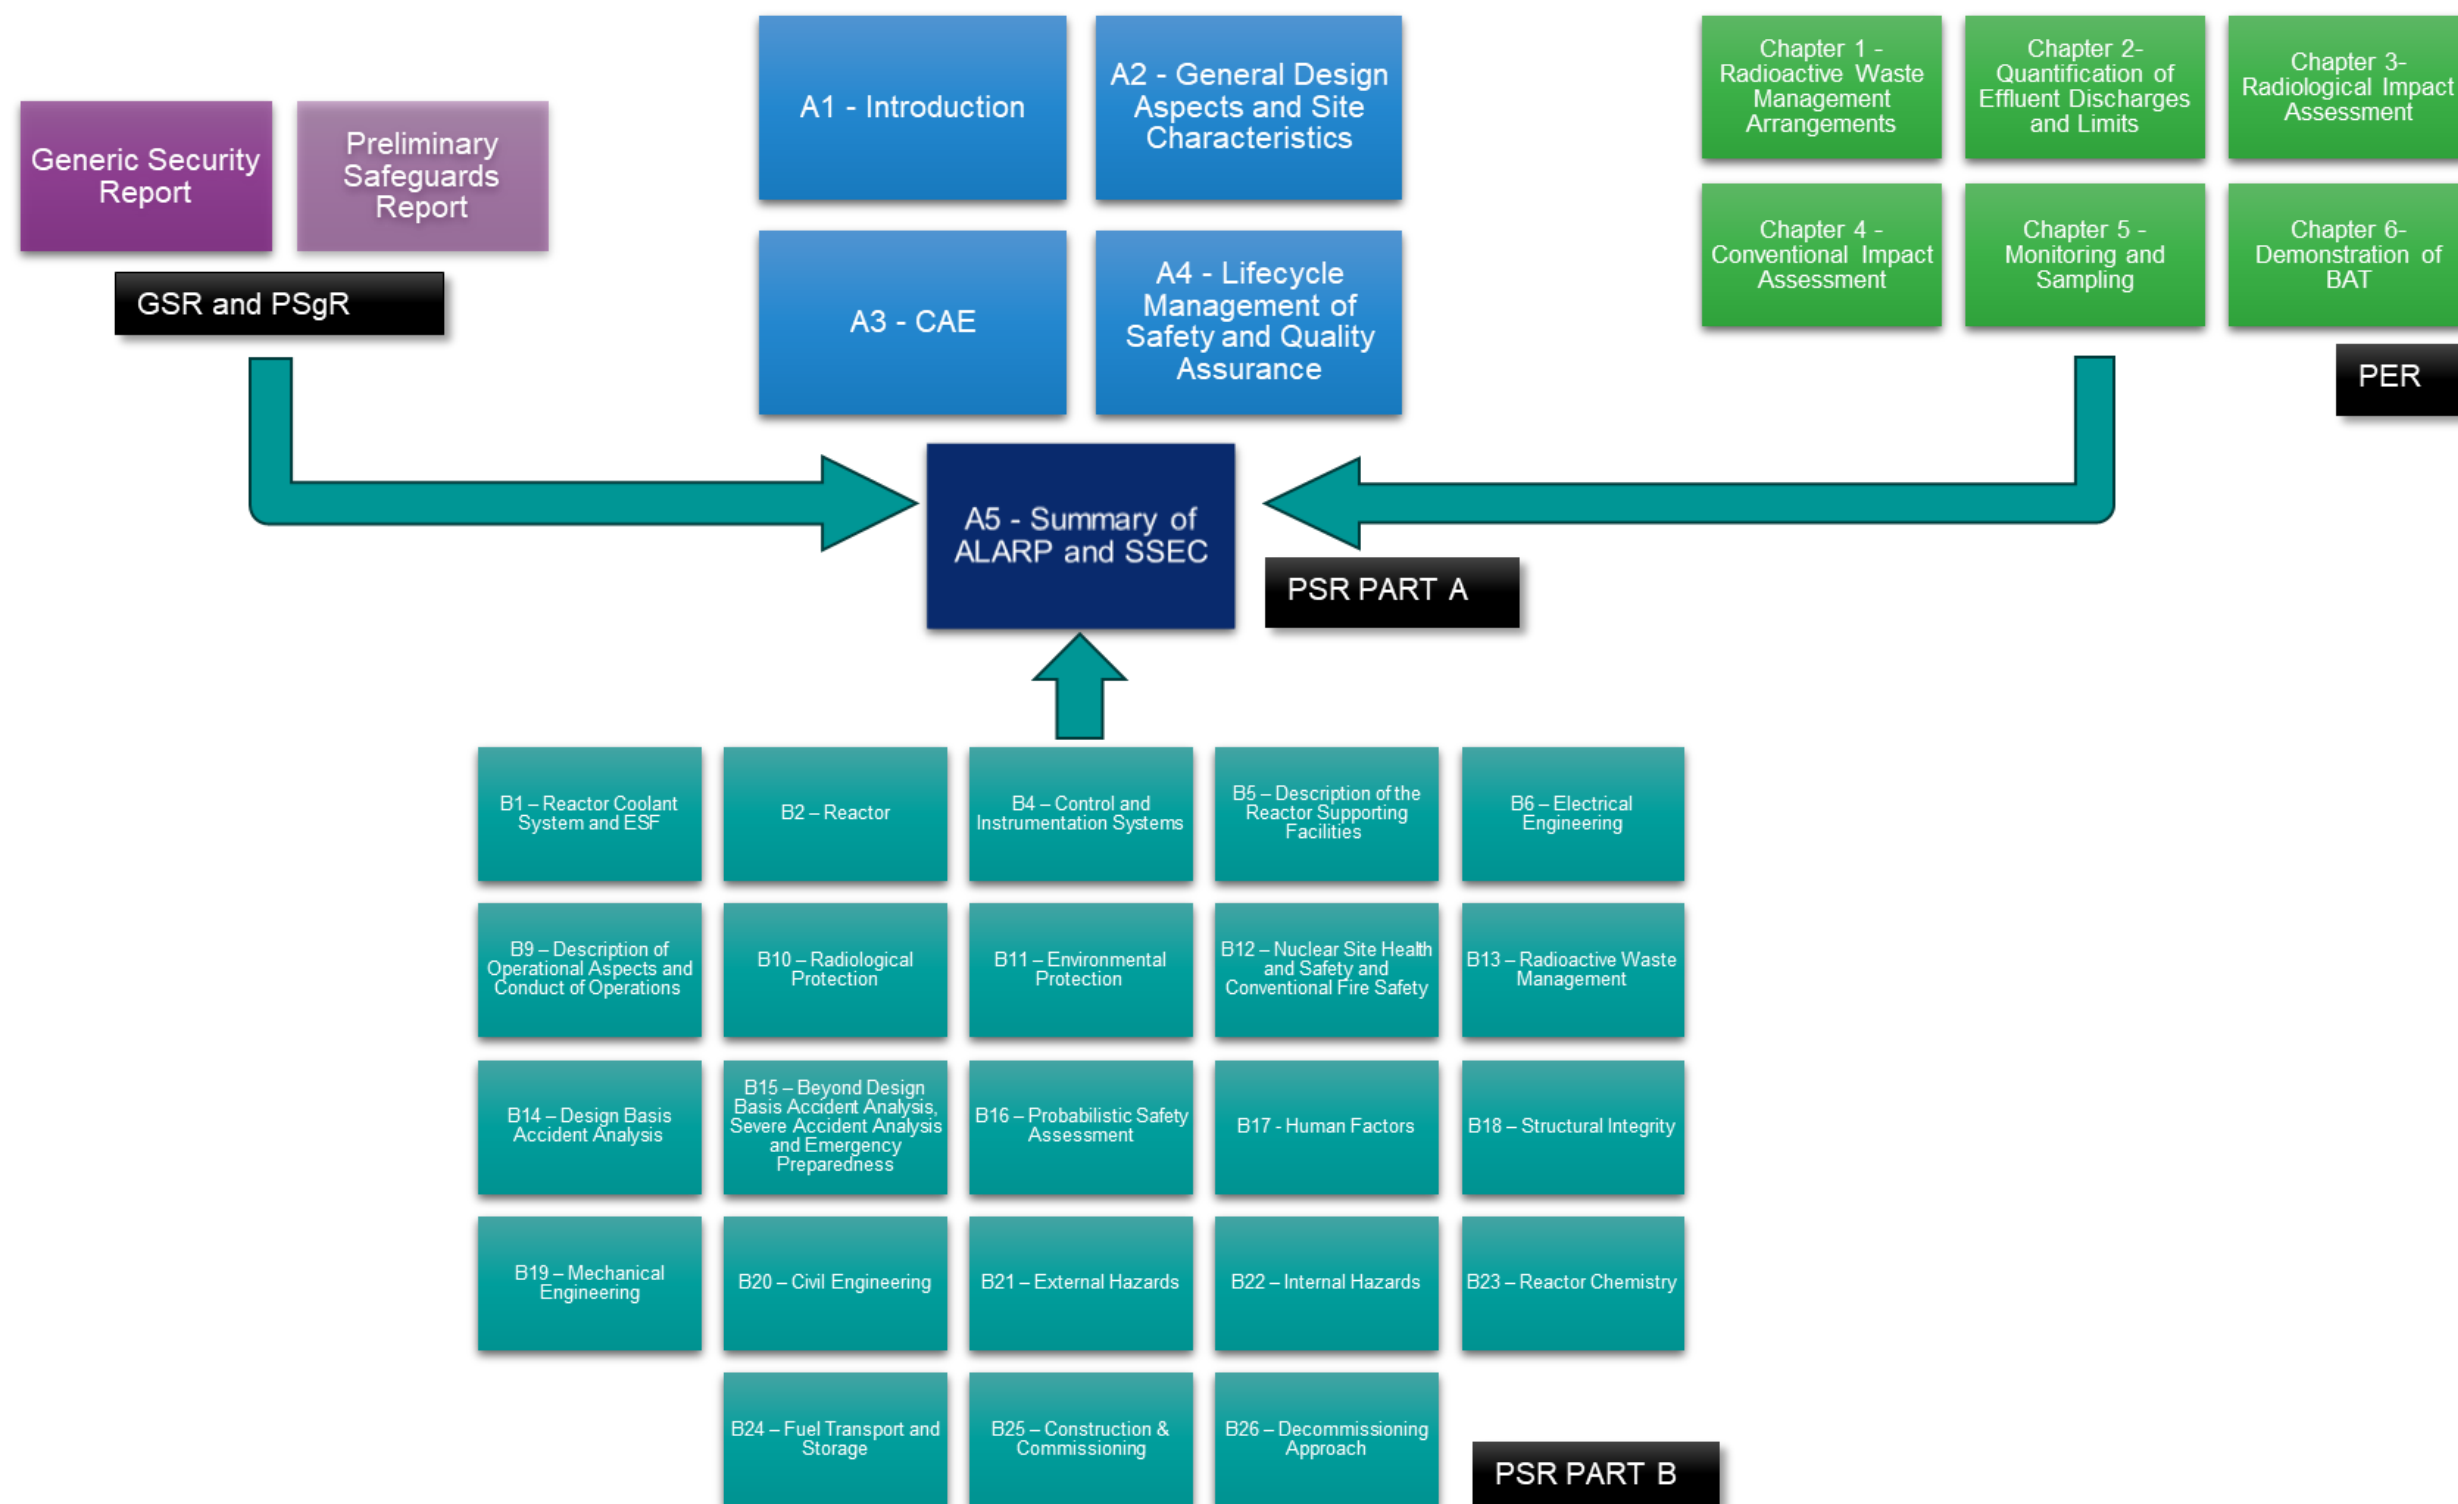 Generic Security
Report
Preliminary
Safeguards
Report
GSR and PSgR
A1 - Introduction
A2 - General Design
Aspects and Site
Characteristics
A3 - CAE
A4 - Lifecycle
Management of
Safety and Quality
Assurance
Chapter 1 -
Radioactive Waste
Management
Arrangements
Chapter 2-
Quantification of
Effluent Discharges
and Limits
Chapter 3-
Radiological Impact
Assessment
Chapter 4 -
Conventional Impact
Assessment
Chapter 5 -
Monitoring and
Sampling
Chapter 6-
Demonstration of
BAT
PER
A5 - Summary of
ALARP and SSEC
PSR PART A
B1 – Reactor Coolant
System and ESF
B2 – Reactor
B4 – Control and
Instrumentation Systems
B5 – Description of the
Reactor Supporting
Facilities
B6 – Electrical
Engineering
B9 – Description of
Operational Aspects and
Conduct of Operations
B10 – Radiological
Protection
B11 – Environmental
Protection
B12 – Nuclear Site Health
and Safety and
Conventional Fire Safety
B13 – Radioactive Waste
Management
B14 – Design Basis
Accident Analysis
B15 – Beyond Design
Basis Accident Analysis,
Severe Accident Analysis
and Emergency
Preparedness
B16 – Probabilistic Safety
Assessment
B17 - Human Factors
B18 – Structural Integrity
B19 – Mechanical
Engineering
B20 – Civil Engineering
B21 – External Hazards
B22 – Internal Hazards
B23 – Reactor Chemistry
B24 – Fuel Transport and
Storage
B25 – Construction &
Commissioning
B26 – Decommissioning
Approach
PSR PART B